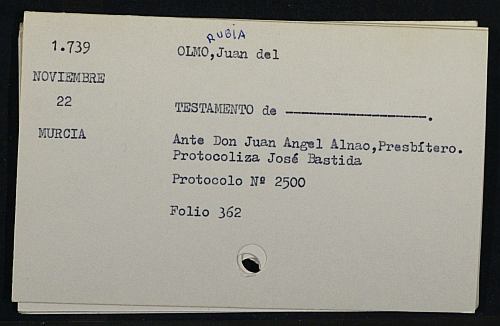 RUBIA
1.739 OLMO,Juan del
NOVIEMBRE
22 TESTAMENTO de --------------------.
MURCIA Ante Don Juan Angel Alnao,Presbítero.
Protocoliza José Bastida
Protocolo Nº 2500
Folio 362